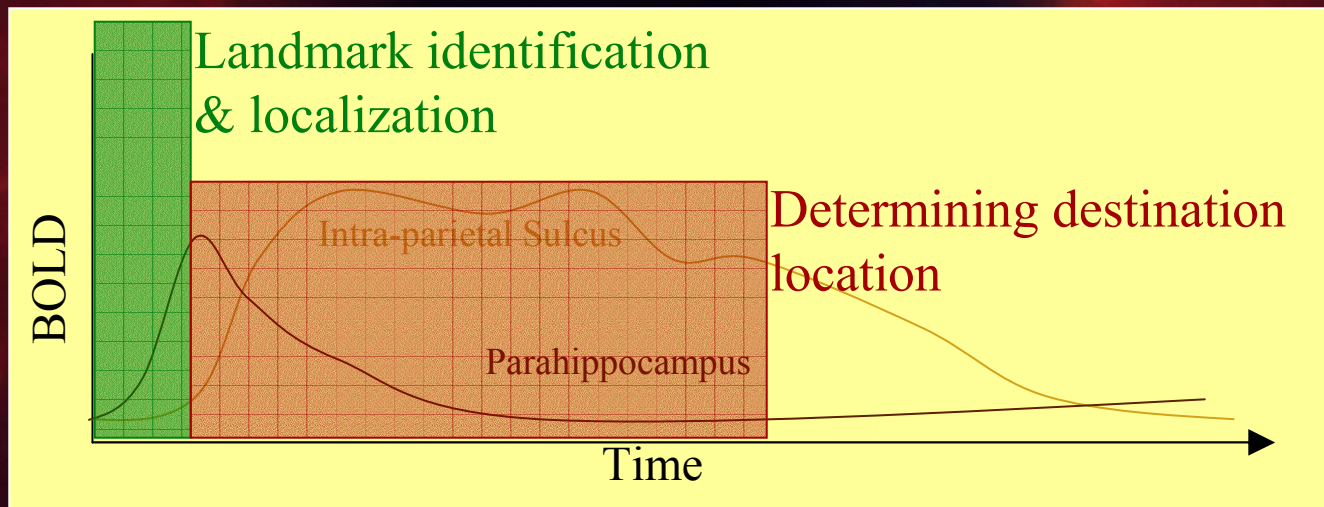 Landmark identification
& localization
Determining destination
location
Intra-parietal Sulcus
Parahippocampus
BOLD
Time